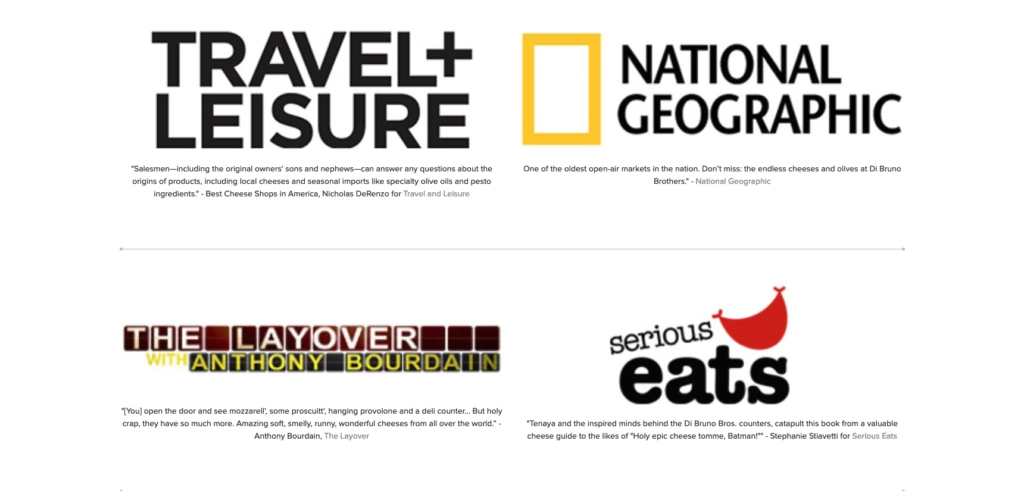 TRAVEL+
LEISURE
"Salesmen—including the original owners' sons and nephews—can answer any questions about the
origins of products, including local cheeses and seasonal imports like specialty olive oils and pesto
ingredients." - Best Cheese Shops in America, Nicholas DeRenzo for Travel and Leisure
NATIONAL
GEOGRAPHIC
One of the oldest open-air markets in the nation. Don't miss: the endless cheeses and olives at Di Bruno
Brothers." - National Geographic
THE LAYOVER
WITH ANTHONY BOURDAIN
"[You] open the door and see mozzarell', some proscuitt', hanging provolone and a deli counter... But holy
crap, they have so much more. Amazing soft, smelly, runny, wonderful cheeses from all over the world." -
Anthony Bourdain, The Layover
serious
eats
"Tenaya and the inspired minds behind the Di Bruno Bros. counters, catapult this book from a valuable
cheese guide to the likes of "Holy epic cheese tomme, Batman!"" - Stephanie Stiavetti for Serious Eats